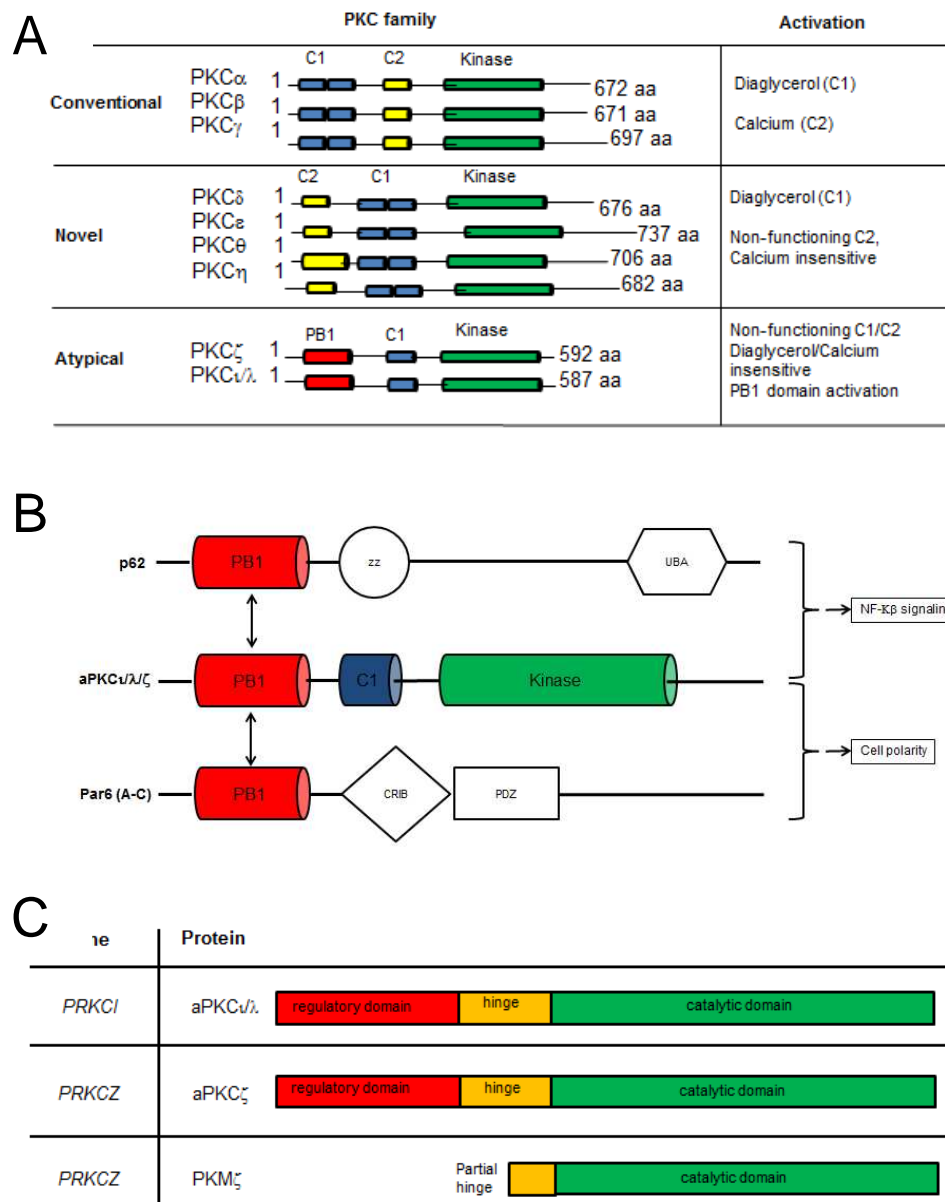 A
PKC family
Activation
Conventional
C1 C2 Kinase
PKCα 1 672 aa
PKCβ 1 671 aa
PKCγ 1 697 aa
Diaglycerol (C1)
Calcium (C2)
Novel
C2 C1 Kinase
PKCδ 1 676 aa
PKCε 1 737 aa
PKCθ 1 706 aa
PKCη 1 682 aa
Diaglycerol (C1)
Non-functioning C2,
Calcium insensitive
Atypical
PB1 C1 Kinase
PKCζ 1 592 aa
PKCι/λ 1 587 aa
Non-functioning C1/C2
Diaglycerol/Calcium
insensitive
PB1 domain activation
B
p62 PB1 zz UBA
NF-Kβ signalin
aPKCι/λ/ζ PB1 C1 Kinase
Cell polarity
Par6 (A-C) PB1 CRIB PDZ
C
ne Protein
PRKCI aPKCι/λ regulatory domain hinge catalytic domain
PRKCZ aPKCζ regulatory domain hinge catalytic domain
PRKCZ PKMζ Partial hinge catalytic domain